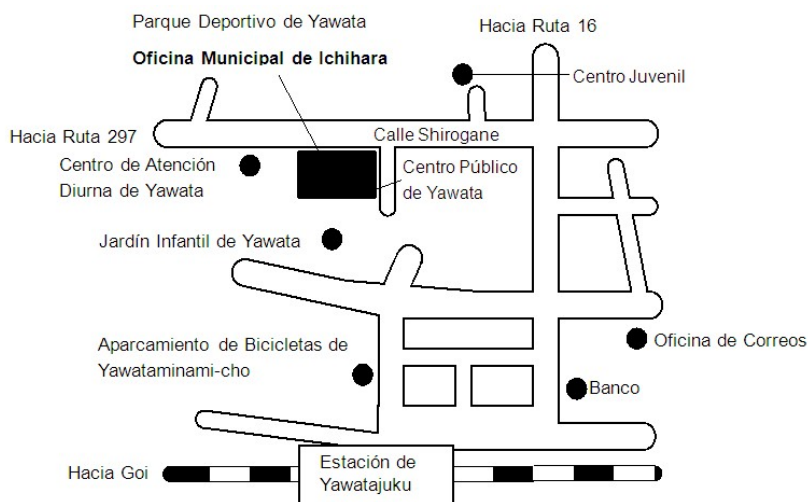 Parque Deportivo de Yawata
Hacia Ruta 16
Oficina Municipal de Ichihara
Centro Juvenil
Hacia Ruta 297
Calle Shirogane
Centro de Atención
Diurna de Yawata
Centro Público
de Yawata
Jardín Infantil de Yawata
Aparcamiento de Bicicletas de
Yawataminami-cho
Oficina de Correos
Banco
Hacia Goi
Estación de
Yawatajuku